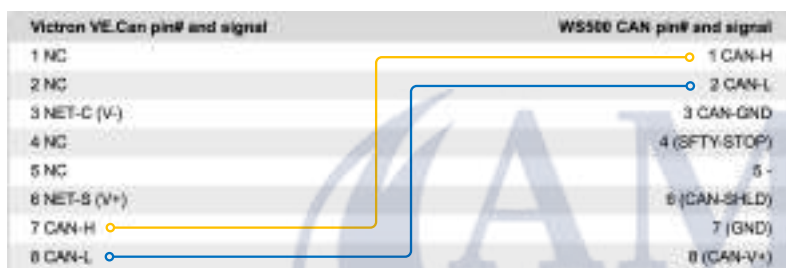 Victron VE.Can pin# and signal WS500 CAN pin# and signal
1 NC 1 CAN-H
2 NC 2 CAN-L
3 NET-C (V-) 3 CAN-GND
4 NC 4 (SFTY-STOP)
5 NC 5 -
6 NET-S (V+) 6 (CAN-SHLD)
7 CAN-H 7 (GND)
8 CAN-L 8 (CAN-V+)
AM